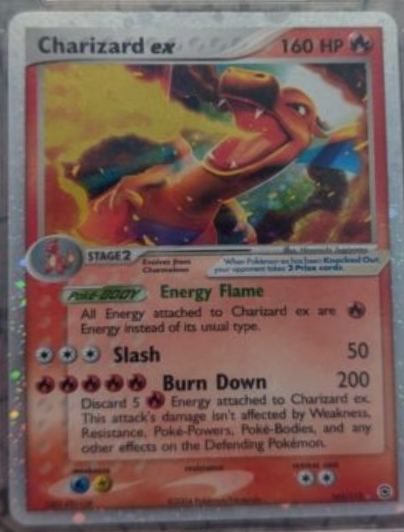 Charizard ex 160 HP
STAGE 2
Evolves from
Charmeleon
When Pokémon-ex has been Knocked Out,
your opponent takes 2 Prize cards.
Poké-BODY Energy Flame
All Energy attached to Charizard ex are
Energy instead of its usual type.
Slash 50
Burn Down 200
Discard 5 Energy attached to Charizard ex.
This attack's damage isn't affected by Weakness,
Resistance, Poké-Powers, Poké-Bodies, and any
other effects on the Defending Pokémon.
weakness resistance retreat cost